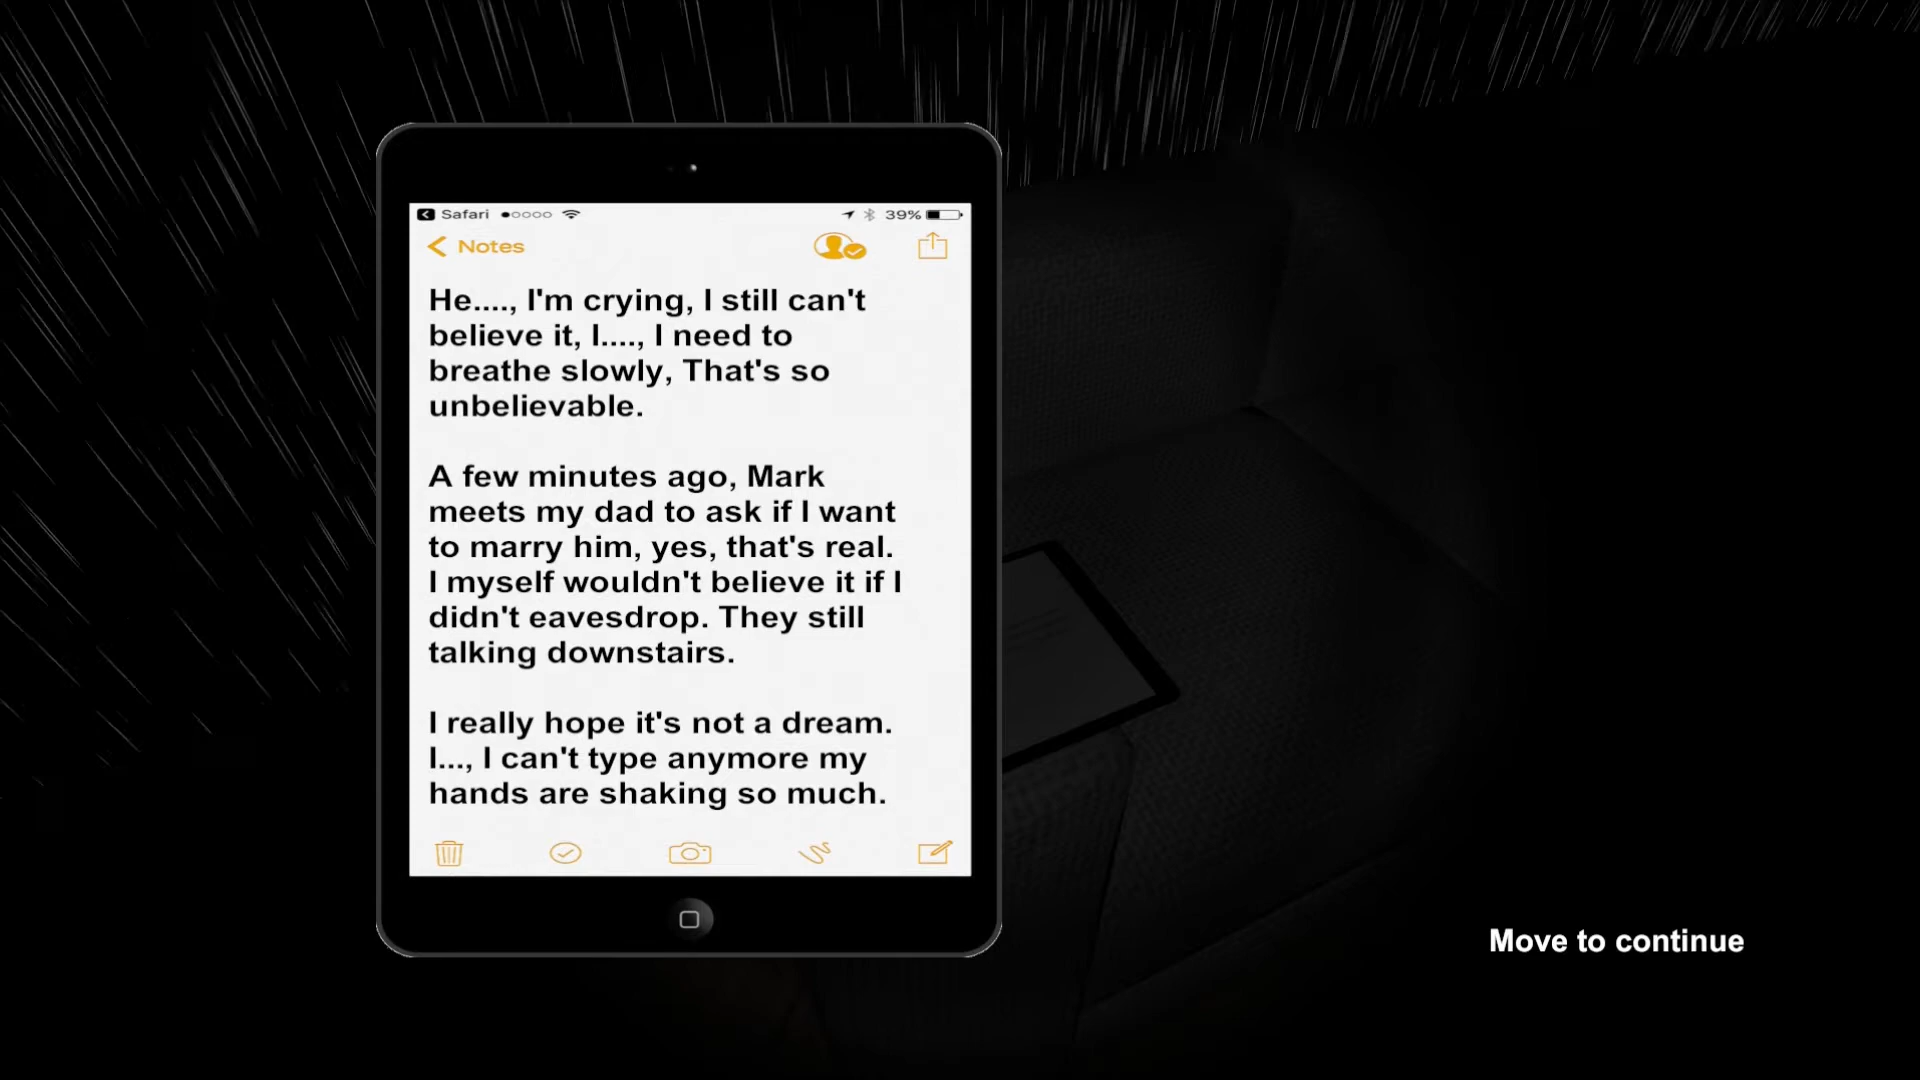 Safari 39%
Notes
He...., I'm crying, I still can't
believe it, I...., I need to
breathe slowly, That's so
unbelievable.
A few minutes ago, Mark
meets my dad to ask if I want
to marry him, yes, that's real.
I myself wouldn't believe it if I
didn't eavesdrop. They still
talking downstairs.
I really hope it's not a dream.
I..., I can't type anymore my
hands are shaking so much.
Move to continue